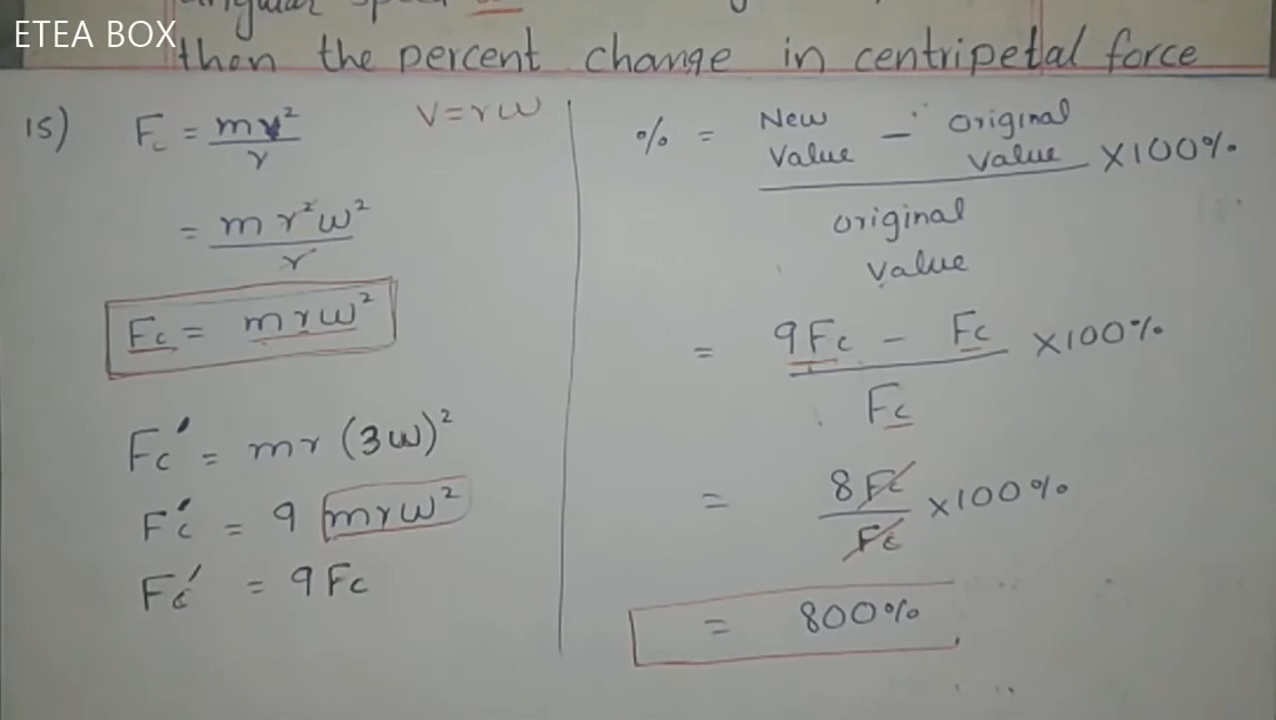 angular speed
ETEA BOX
then the percent change in centripetal force
15) Fc = mv²/r V=rω
= mr²ω²/r
Fc = mrω²
Fc' = mr (3ω)²
Fc' = 9 mrω²
Fc' = 9Fc
% = New Value - original value / original value ×100%
= 9Fc - Fc / Fc ×100%
= 8Fc / Fc ×100%
= 800%